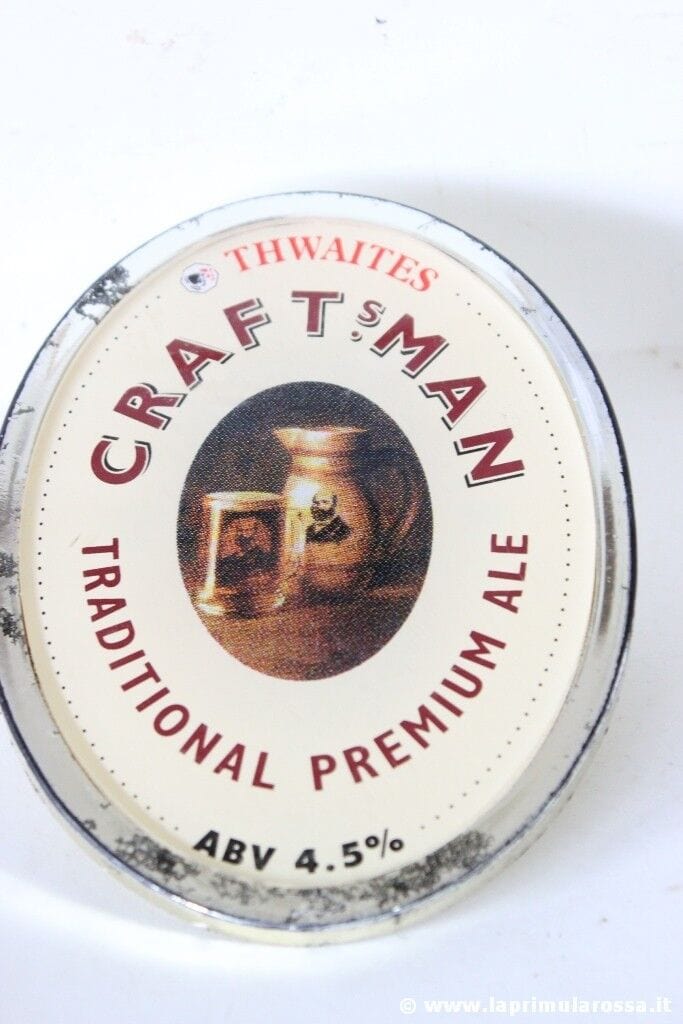 THWAITES
CRAFTSMAN
TRADITIONAL PREMIUM ALE
ABV 4.5%
© www.laprimularossa.it